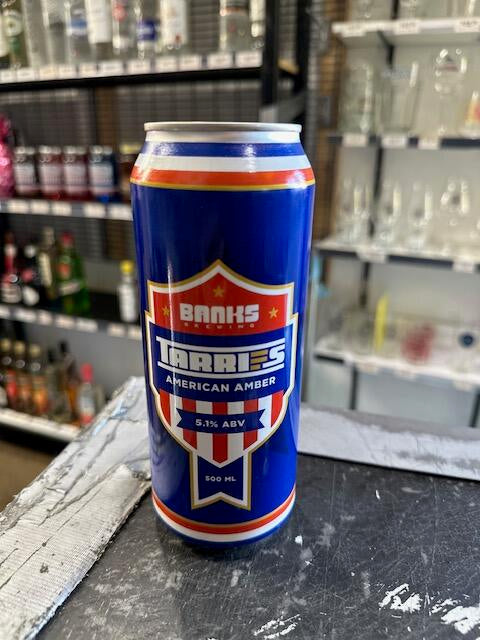 BANKS
BREWING
TARRIES
AMERICAN AMBER
5.1% ABV
500 ML